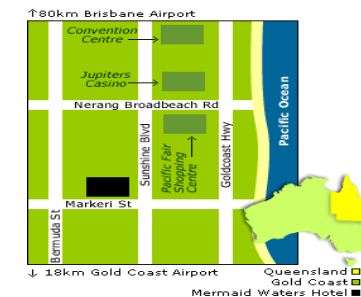 ↑80km Brisbane Airport
Convention
Centre
Jupiters
Casino
Nerang Broadbeach Rd
Sunshine Blvd
Pacific Fair
Shopping
Centre
Goldcoast Hwy
Pacific Ocean
Markeri St
Bermuda St
↓ 18km Gold Coast Airport
Queensland
Gold Coast
Mermaid Waters Hotel